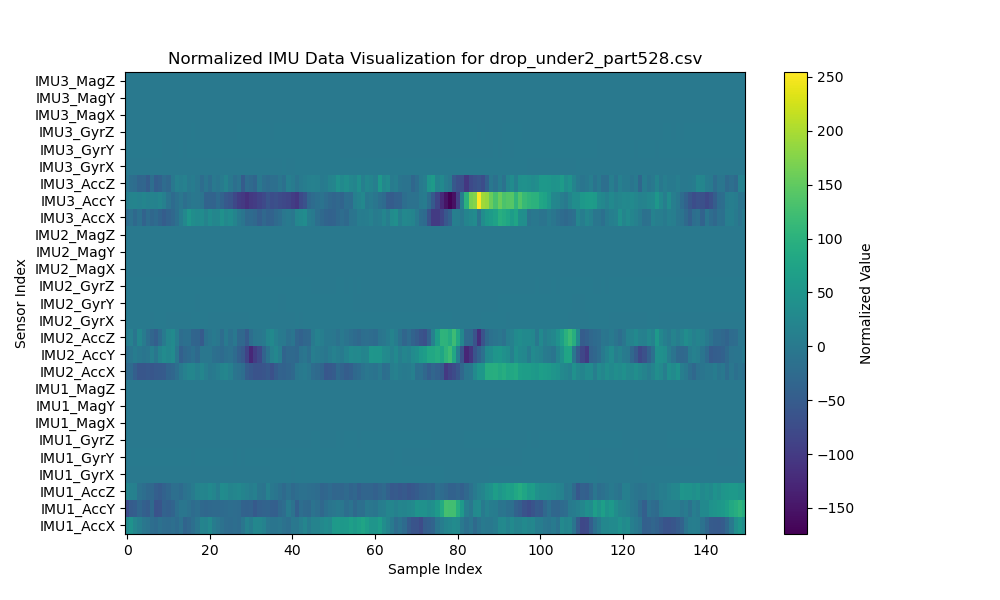 Normalized IMU Data Visualization for drop_under2_part528.csv
IMU3_MagZ
IMU3_MagY
IMU3_MagX
IMU3_GyrZ
IMU3_GyrY
IMU3_GyrX
IMU3_AccZ
IMU3_AccY
IMU3_AccX
IMU2_MagZ
IMU2_MagY
IMU2_MagX
IMU2_GyrZ
IMU2_GyrY
IMU2_GyrX
IMU2_AccZ
IMU2_AccY
IMU2_AccX
IMU1_MagZ
IMU1_MagY
IMU1_MagX
IMU1_GyrZ
IMU1_GyrY
IMU1_GyrX
IMU1_AccZ
IMU1_AccY
IMU1_AccX
Sensor Index
0 20 40 60 80 100 120 140
Sample Index
250
200
150
100
50
0
−50
−100
−150
Normalized Value